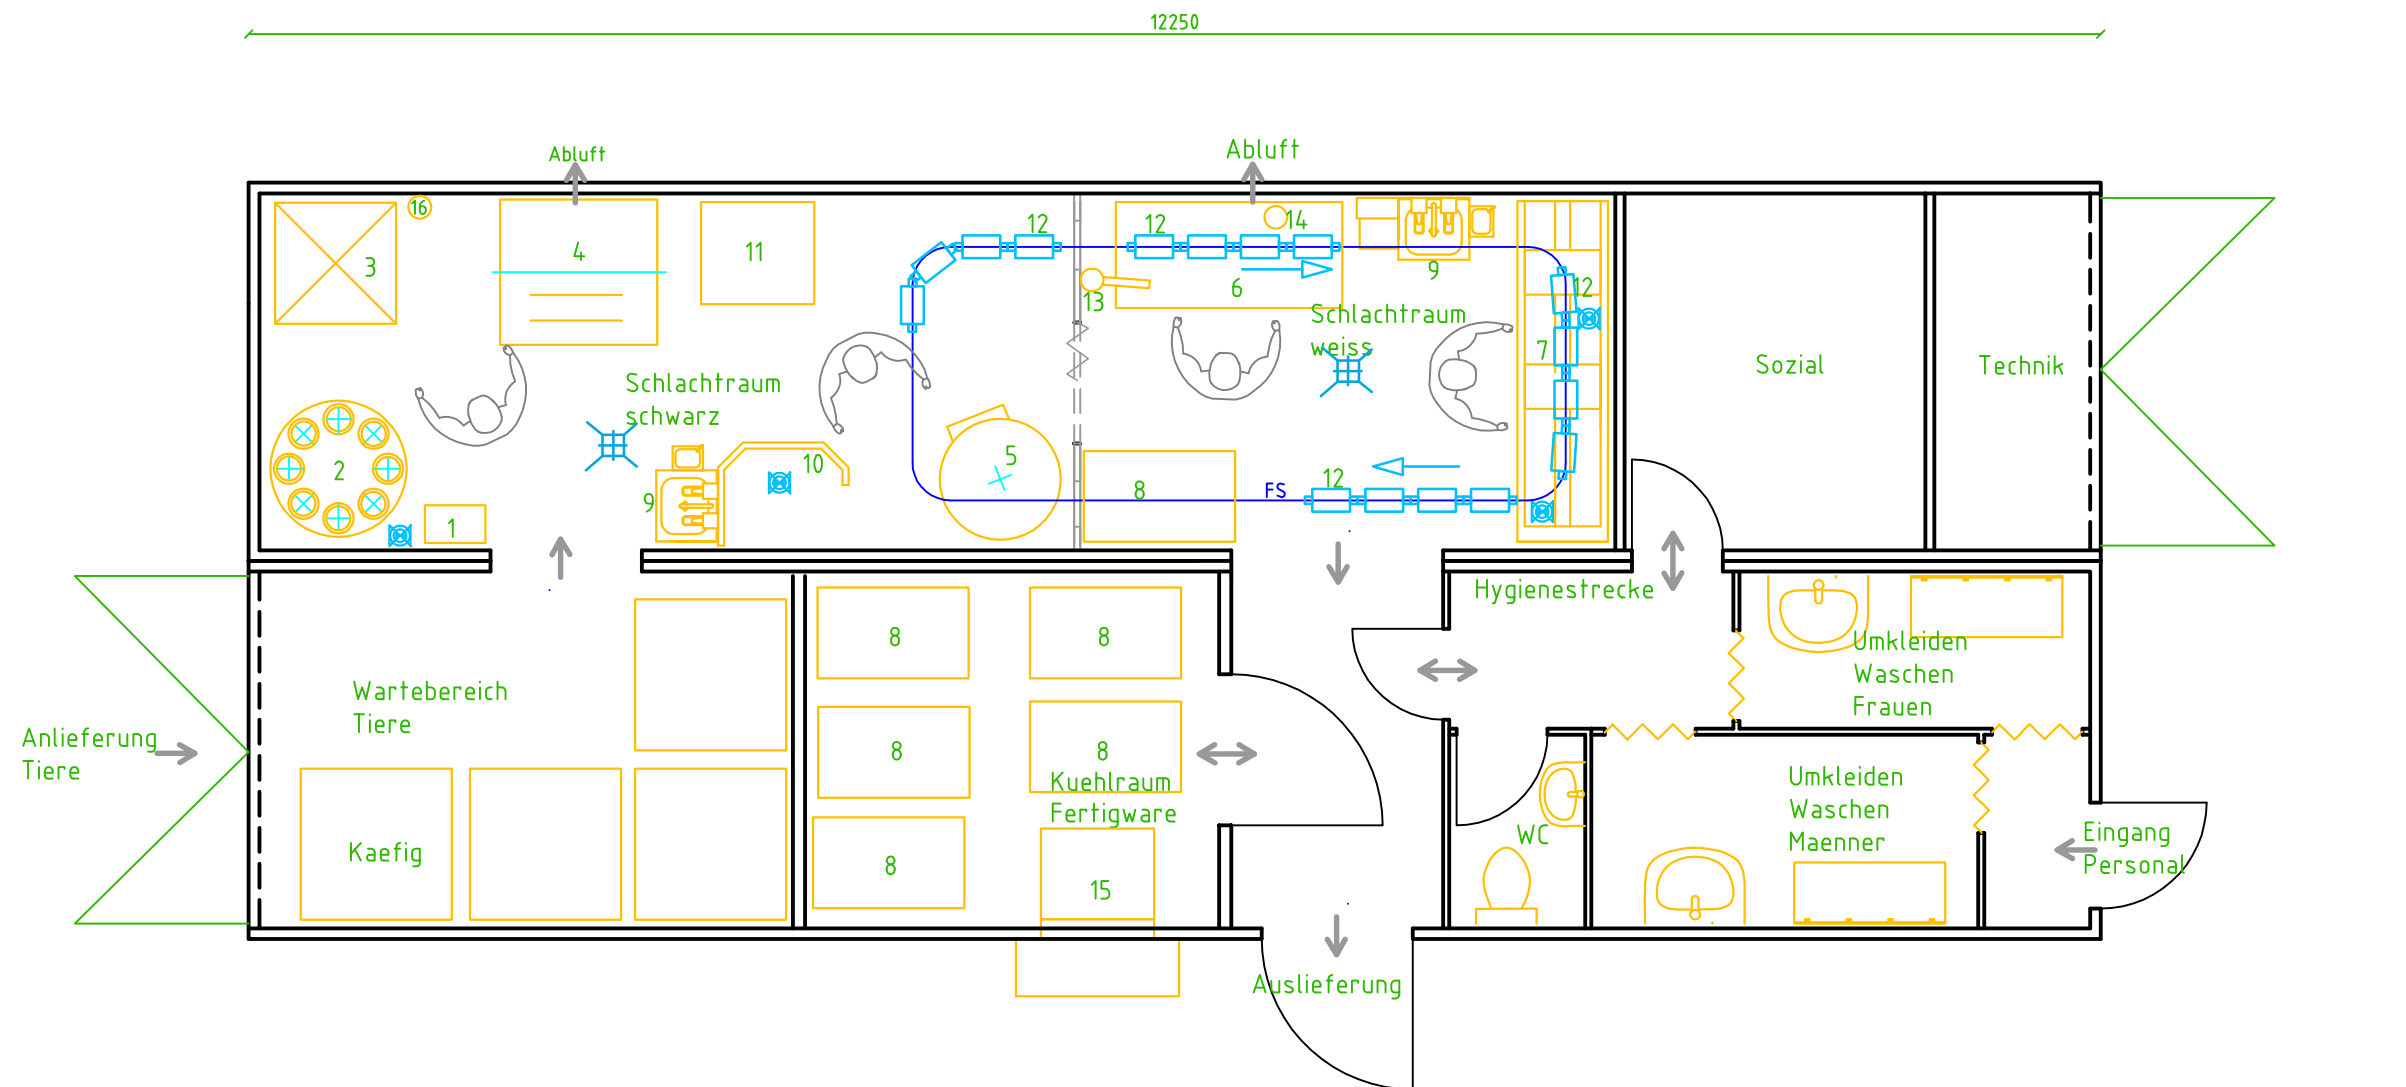 12250
Abluft
Abluft
16
3
4
11
12
12
14
9
12
6
13
Schlachtraum
weiss
7
Sozial
Technik
Schlachtraum
schwarz
2
10
5
9
8
12
FS
1
Hygienestrecke
8
8
Umkleiden
Waschen
Frauen
Wartebereich
Tiere
Anlieferung
Tiere
8
8
Kuehlraum
Fertigware
Umkleiden
Waschen
Maenner
WC
Eingang
Personal
Kaefig
8
15
Auslieferung